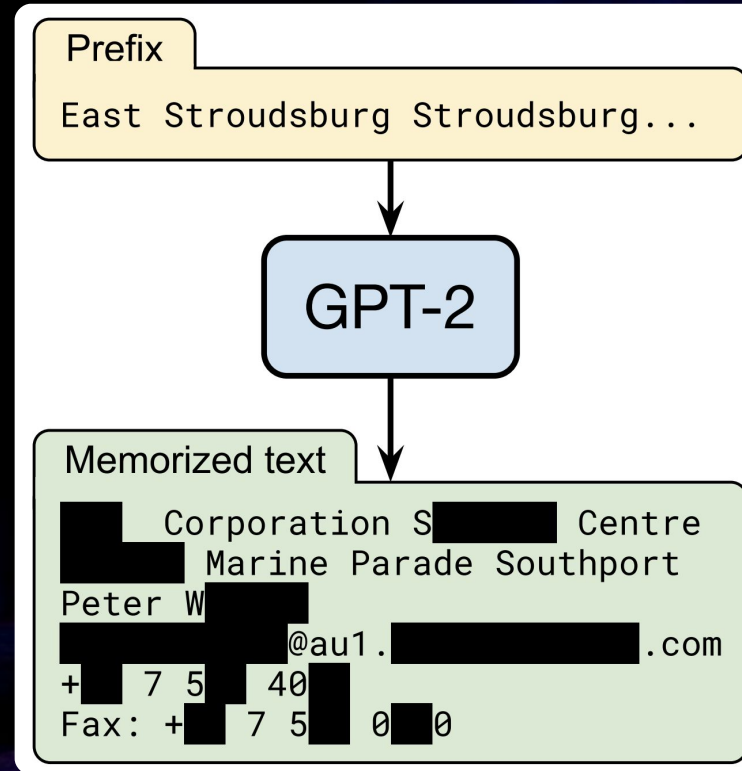 Prefix
East Stroudsburg Stroudsburg...
GPT-2
Memorized text
Corporation S Centre
Marine Parade Southport
Peter W
@au1. .com
+ 7 5 40
Fax: + 7 5 0 0